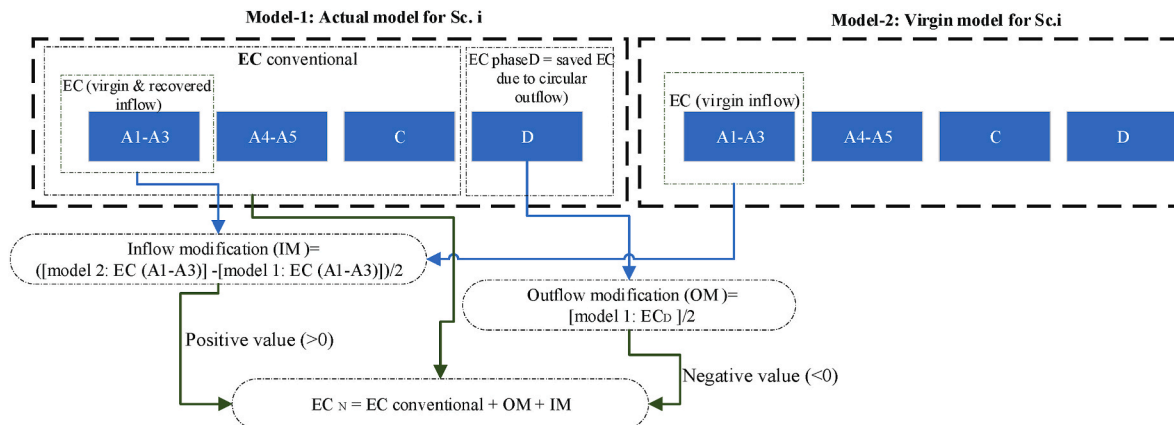 Model-1: Actual model for Sc. i
Model-2: Virgin model for Sc.i
EC conventional
EC phaseD = saved EC
due to circular
outflow)
EC (virgin & recovered
inflow)
EC (virgin inflow)
A1-A3
A4-A5
C
D
A1-A3
A4-A5
C
D
Inflow modification (IM)=
([model 2: EC (A1-A3)] -[model 1: EC (A1-A3)])/2
Outflow modification (OM)=
[model 1: ECD ]/2
Positive value (>0)
Negative value (<0)
EC N = EC conventional + OM + IM